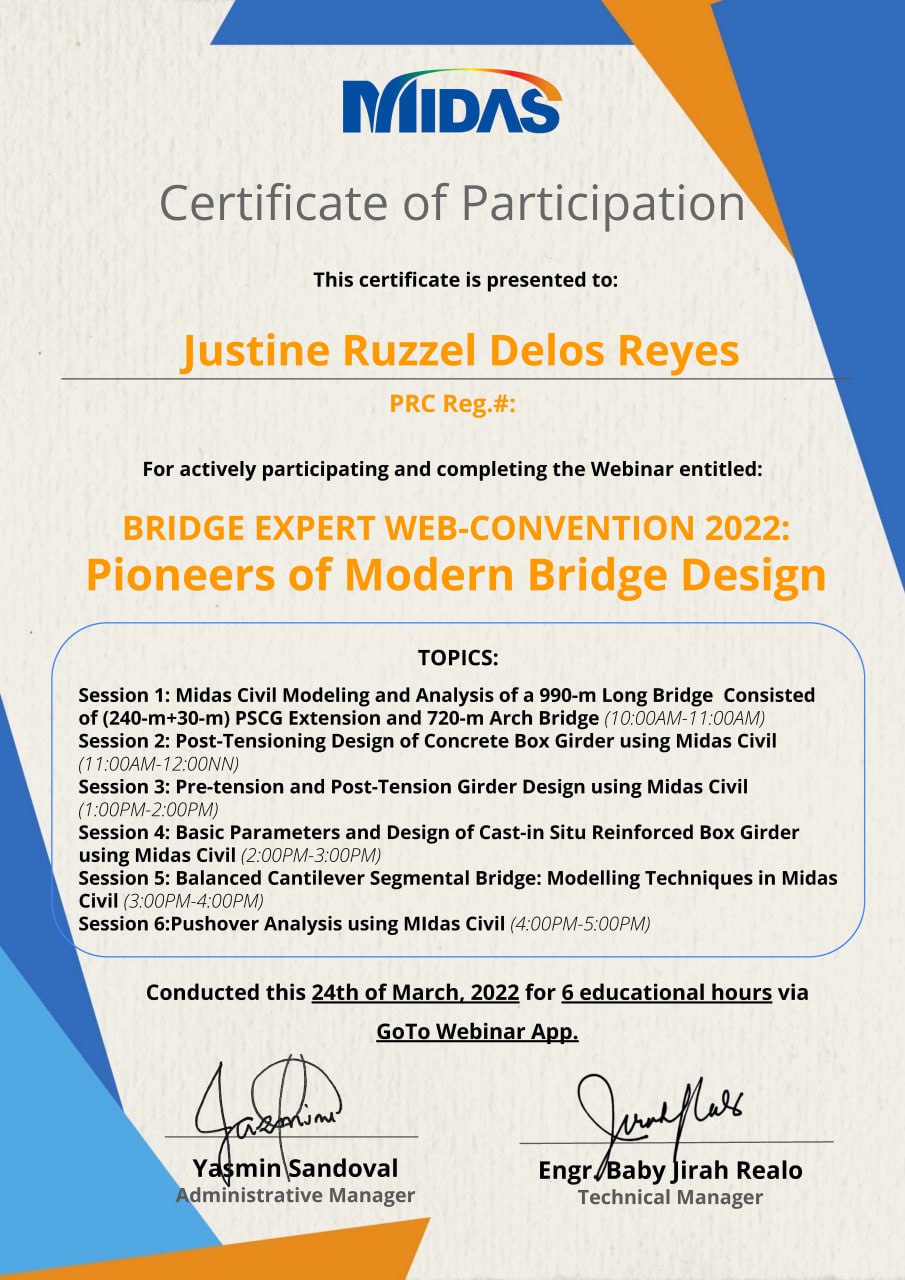 MIDAS
Certificate of Participation
This certificate is presented to:
Justine Ruzzel Delos Reyes
PRC Reg.#:
For actively participating and completing the Webinar entitled:
BRIDGE EXPERT WEB-CONVENTION 2022:
Pioneers of Modern Bridge Design
TOPICS:
Session 1: Midas Civil Modeling and Analysis of a 990-m Long Bridge  Consisted
of (240-m+30-m) PSCG Extension and 720-m Arch Bridge (10:00AM-11:00AM)
Session 2: Post-Tensioning Design of Concrete Box Girder using Midas Civil
(11:00AM-12:00NN)
Session 3: Pre-tension and Post-Tension Girder Design using Midas Civil
(1:00PM-2:00PM)
Session 4: Basic Parameters and Design of Cast-in Situ Reinforced Box Girder
using Midas Civil (2:00PM-3:00PM)
Session 5: Balanced Cantilever Segmental Bridge: Modelling Techniques in Midas
Civil (3:00PM-4:00PM)
Session 6:Pushover Analysis using MIdas Civil (4:00PM-5:00PM)
Conducted this 24th of March, 2022 for 6 educational hours via
GoTo Webinar App.
Yasmin Sandoval
Administrative Manager
Engr. Baby Jirah Realo
Technical Manager